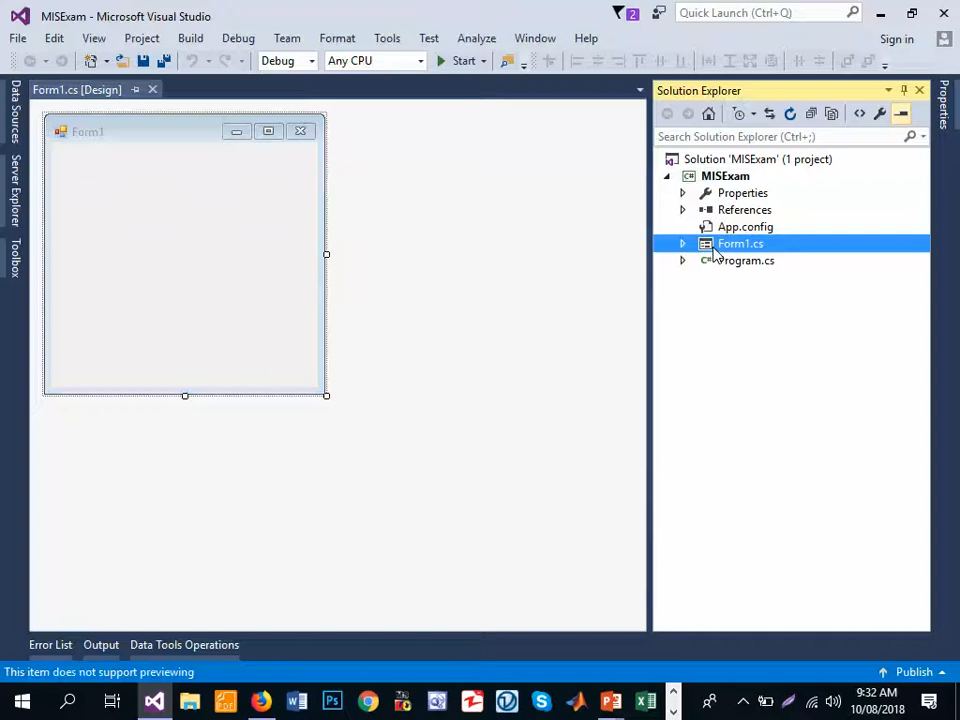 MISExam - Microsoft Visual Studio
2
Quick Launch (Ctrl+Q)
File Edit View Project Build Debug Team Format Tools Test Analyze Window Help
Sign in
Debug
Any CPU
Start
Data Sources
Server Explorer
Toolbox
Form1.cs [Design]
Form1
Solution Explorer
Search Solution Explorer (Ctrl+;)
Solution 'MISExam' (1 project)
C# MISExam
Properties
References
App.config
Form1.cs
C# Program.cs
Properties
Error List Output Data Tools Operations
This item does not support previewing
Publish
9:32 AM
10/08/2018